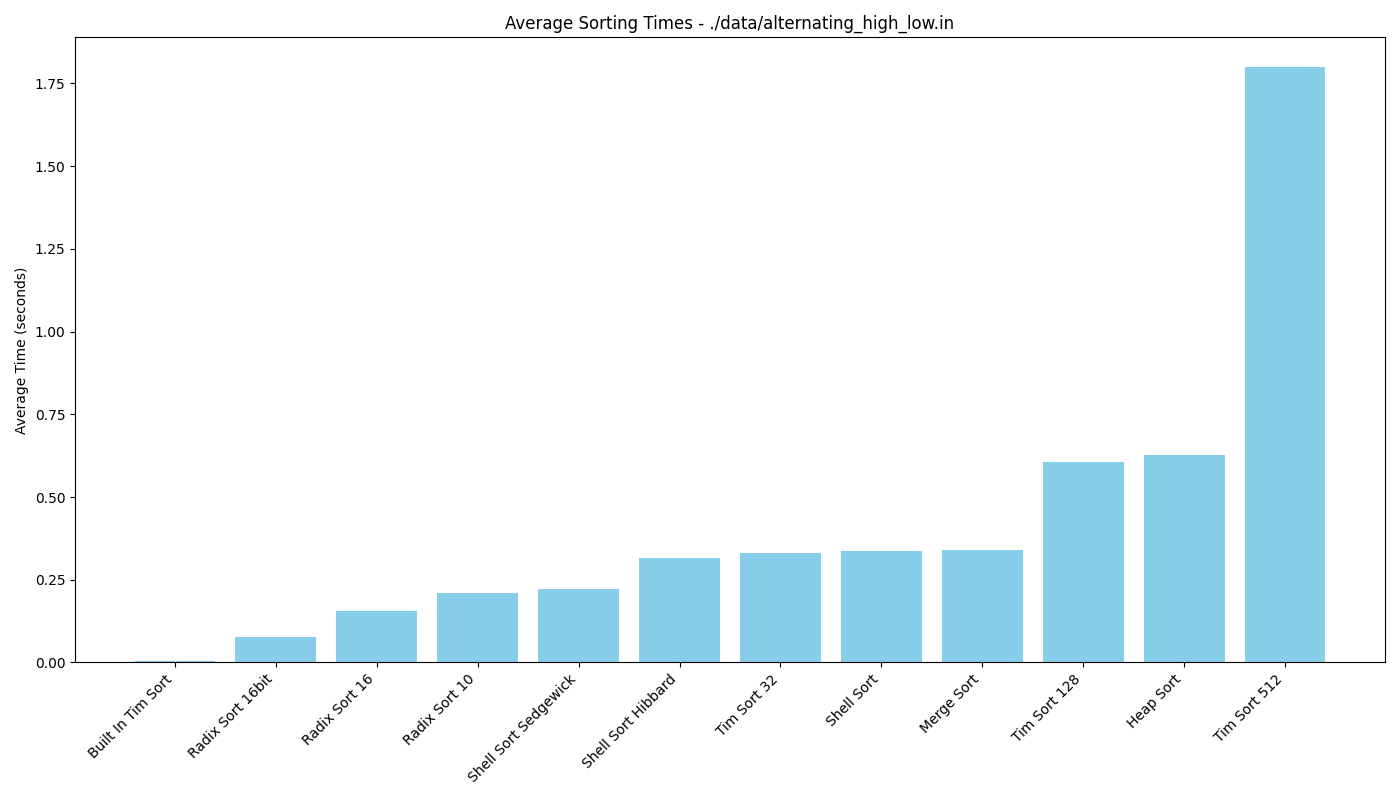 Average Sorting Times - ./data/alternating_high_low.in
Average Time (seconds)
1.75
1.50
1.25
1.00
0.75
0.50
0.25
0.00
Built In Tim Sort
Radix Sort 16bit
Radix Sort 16
Radix Sort 10
Shell Sort Sedgewick
Shell Sort Hibbard
Tim Sort 32
Shell Sort
Merge Sort
Tim Sort 128
Heap Sort
Tim Sort 512